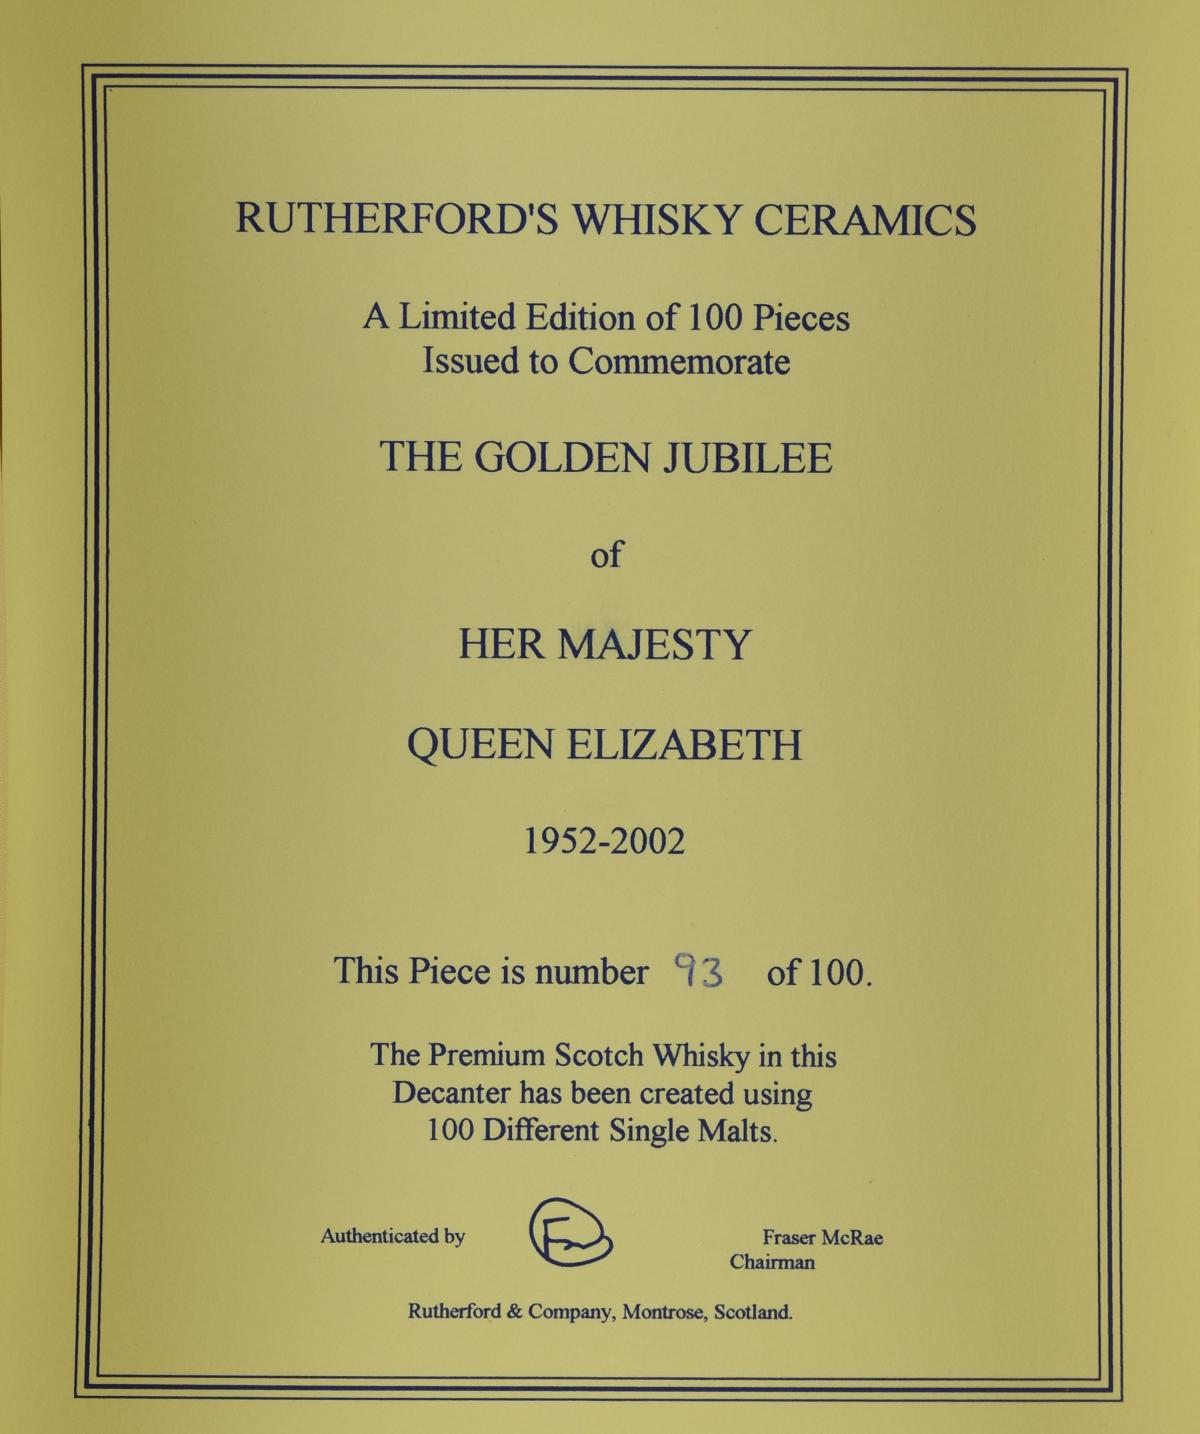 RUTHERFORD'S WHISKY CERAMICS
A Limited Edition of 100 Pieces
Issued to Commemorate
THE GOLDEN JUBILEE
of
HER MAJESTY
QUEEN ELIZABETH
1952-2002
This Piece is number 93 of 100.
The Premium Scotch Whisky in this
Decanter has been created using
100 Different Single Malts.
Authenticated by Fraser McRae
Chairman
Rutherford & Company, Montrose, Scotland.